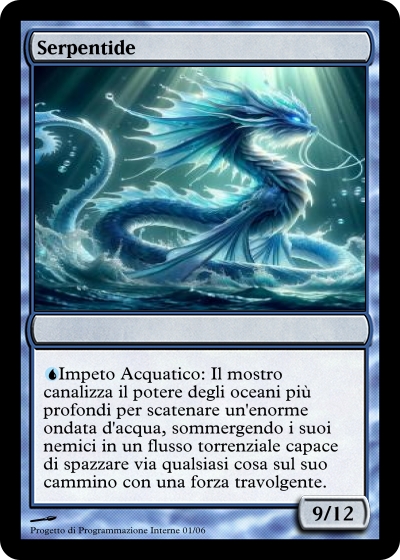 Serpentide
Impeto Acquatico: Il mostro
canalizza il potere degli oceani più
profondi per scatenare un'enorme
ondata d'acqua, sommergendo i suoi
nemici in un flusso torrenziale capace
di spazzare via qualsiasi cosa sul suo
cammino con una forza travolgente.
9/12
Progetto di Programmazione Interne 01/06